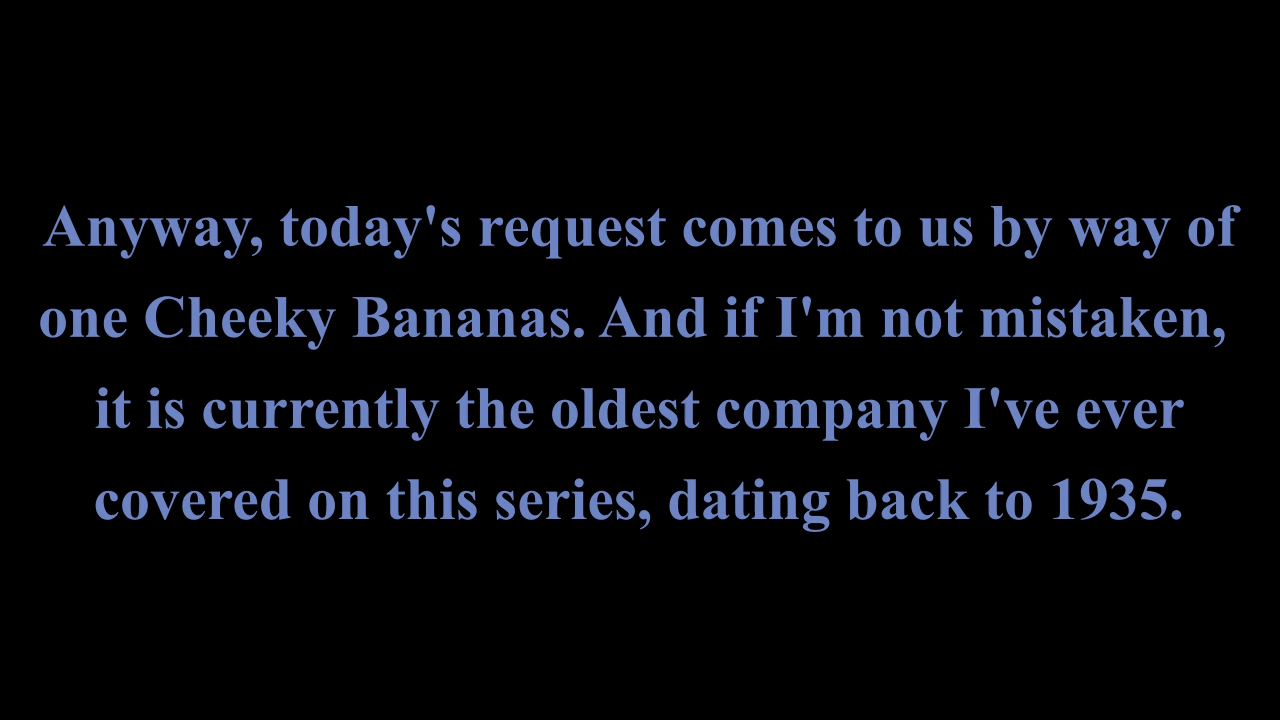 Anyway, today's request comes to us by way of
one Cheeky Bananas. And if I'm not mistaken,
it is currently the oldest company I've ever
covered on this series, dating back to 1935.